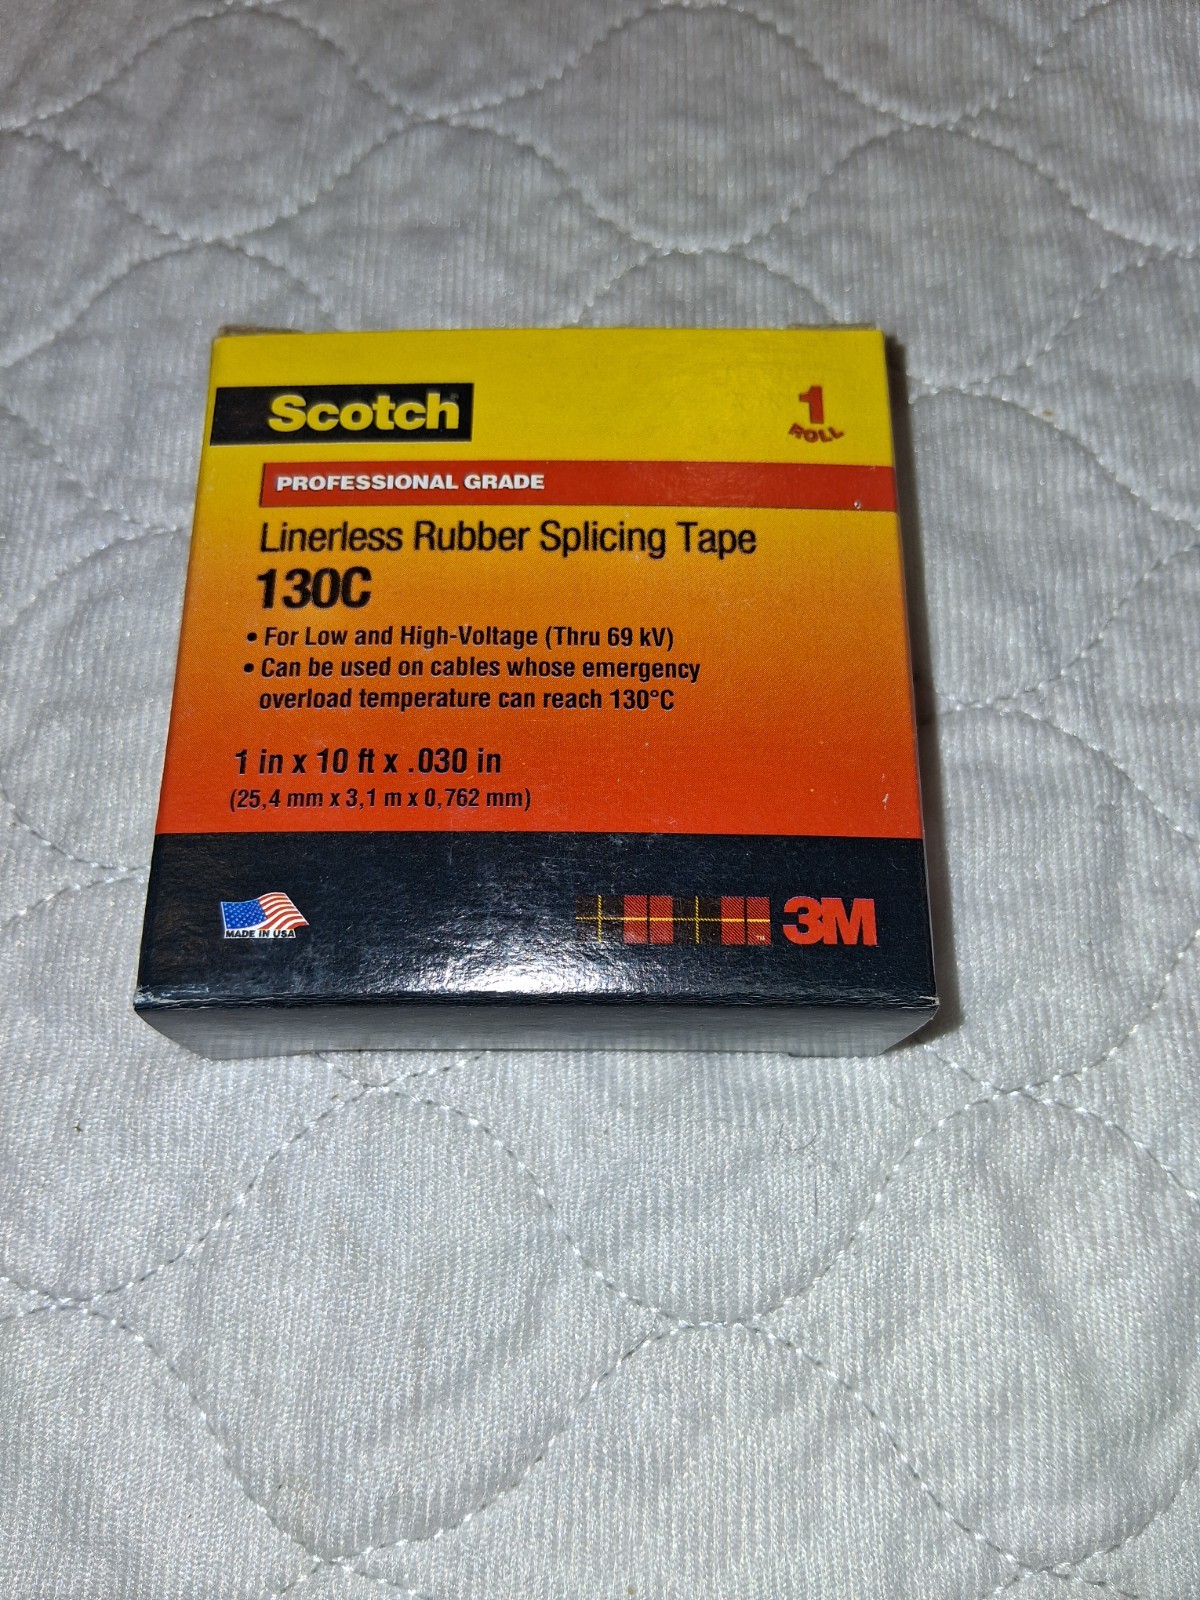 Scotch
1
ROLL
PROFESSIONAL GRADE
Linerless Rubber Splicing Tape
130C
• For Low and High-Voltage (Thru 69 kV)
• Can be used on cables whose emergency
overload temperature can reach 130°C
1 in x 10 ft x .030 in
(25,4 mm x 3,1 m x 0,762 mm)
MADE IN USA
™ 3M